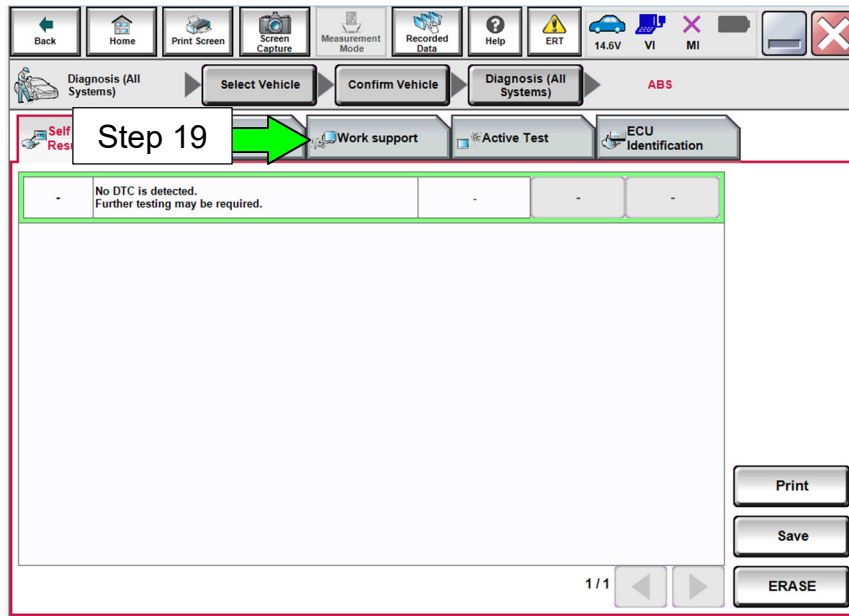 Back
Home
Print Screen
Screen
Capture
Measurement
Mode
Recorded
Data
Help
ERT
14.6V
VI
MI
Diagnosis (All
Systems)
Select Vehicle
Confirm Vehicle
Diagnosis (All
Systems)
ABS
Self
Step 19
Work support
Active Test
ECU
Identification
-
No DTC is detected.
Further testing may be required.
-
-
-
Print
Save
1/1
ERASE